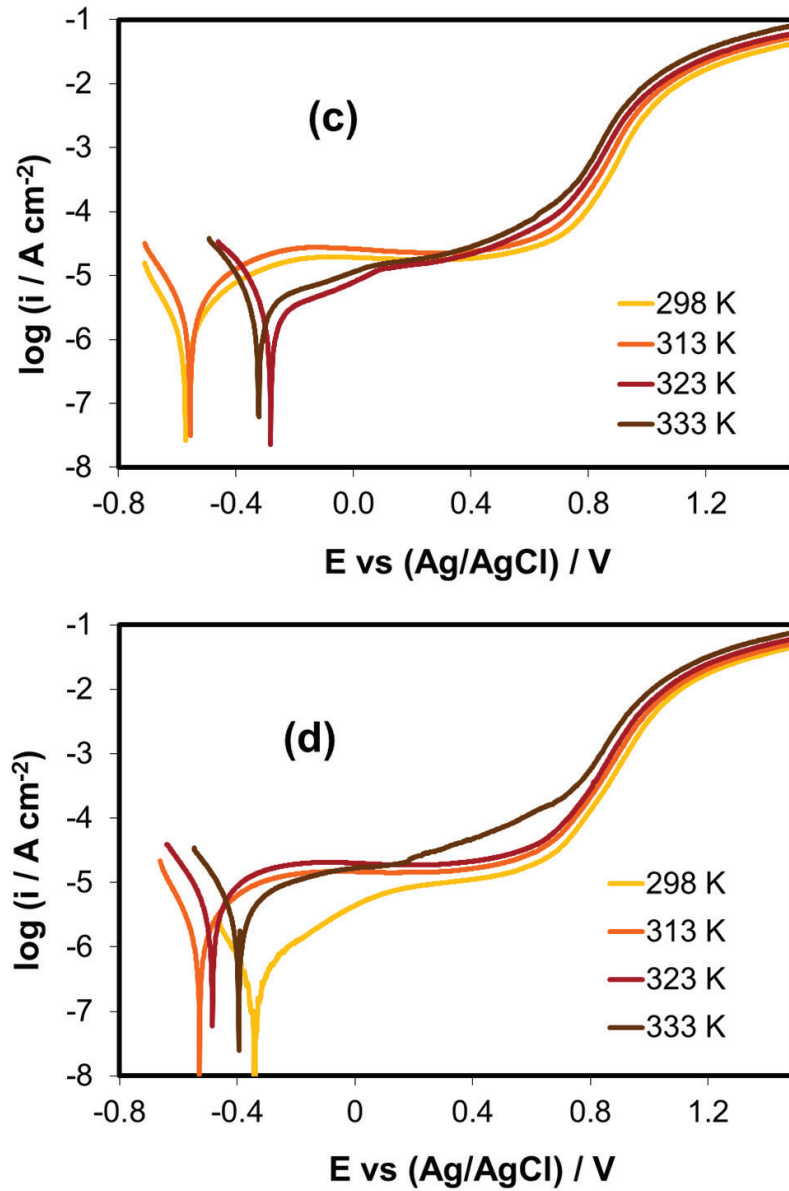 -1
-2
-3
-4
-5
-6
-7
-8
log (i / A cm-2)
(c)
298 K
313 K
323 K
333 K
-0.8 -0.4 0.0 0.4 0.8 1.2
E vs (Ag/AgCl) / V
-1
-2
-3
-4
-5
-6
-7
-8
log (i / A cm-2)
(d)
298 K
313 K
323 K
333 K
-0.8 -0.4 0 0.4 0.8 1.2
E vs (Ag/AgCl) / V